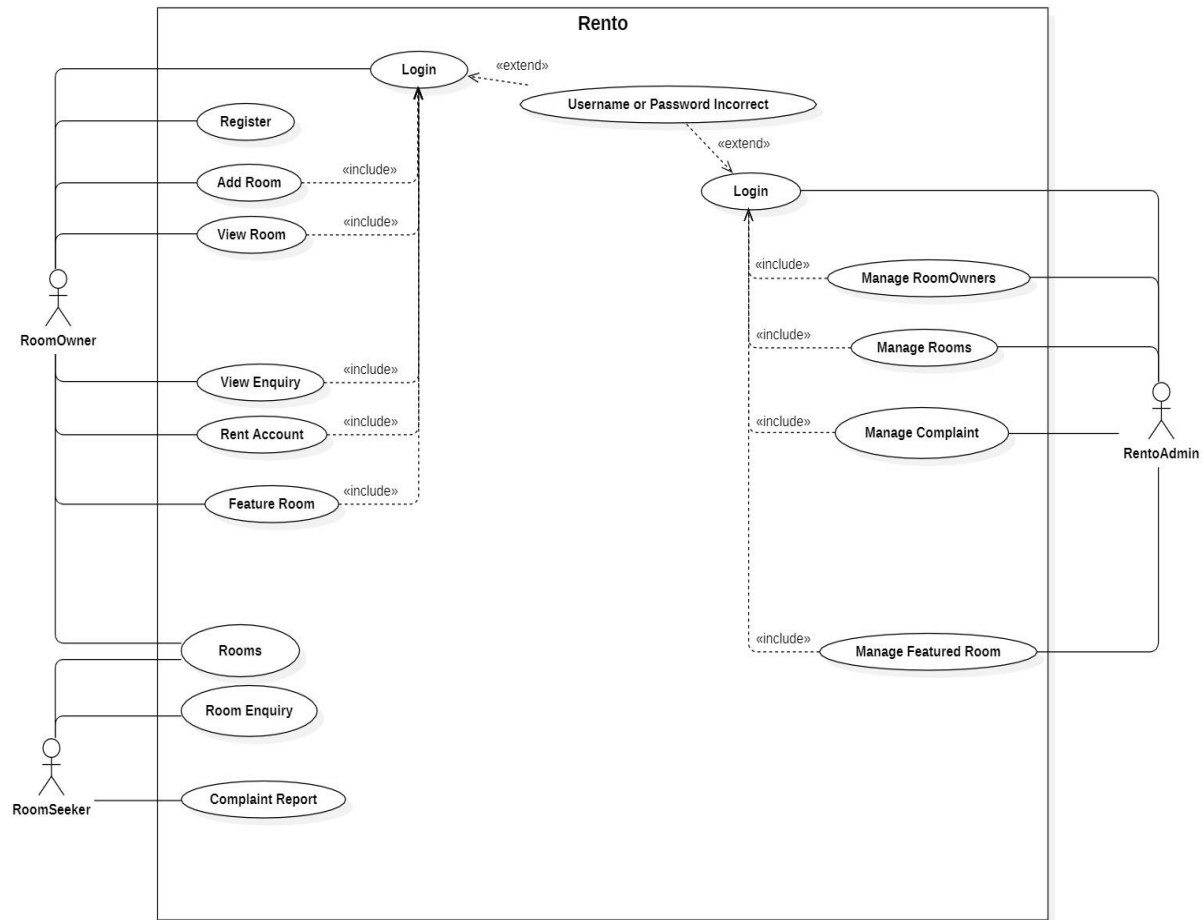 Rento
Login
«extend»
Username or Password Incorrect
Register
«extend»
Add Room
«include»
Login
View Room
«include»
«include»
Manage RoomOwners
RoomOwner
«include»
Manage Rooms
View Enquiry
«include»
Rent Account
«include»
«include»
Manage Complaint
RentoAdmin
Feature Room
«include»
Rooms
«include»
Manage Featured Room
Room Enquiry
Complaint Report
RoomSeeker